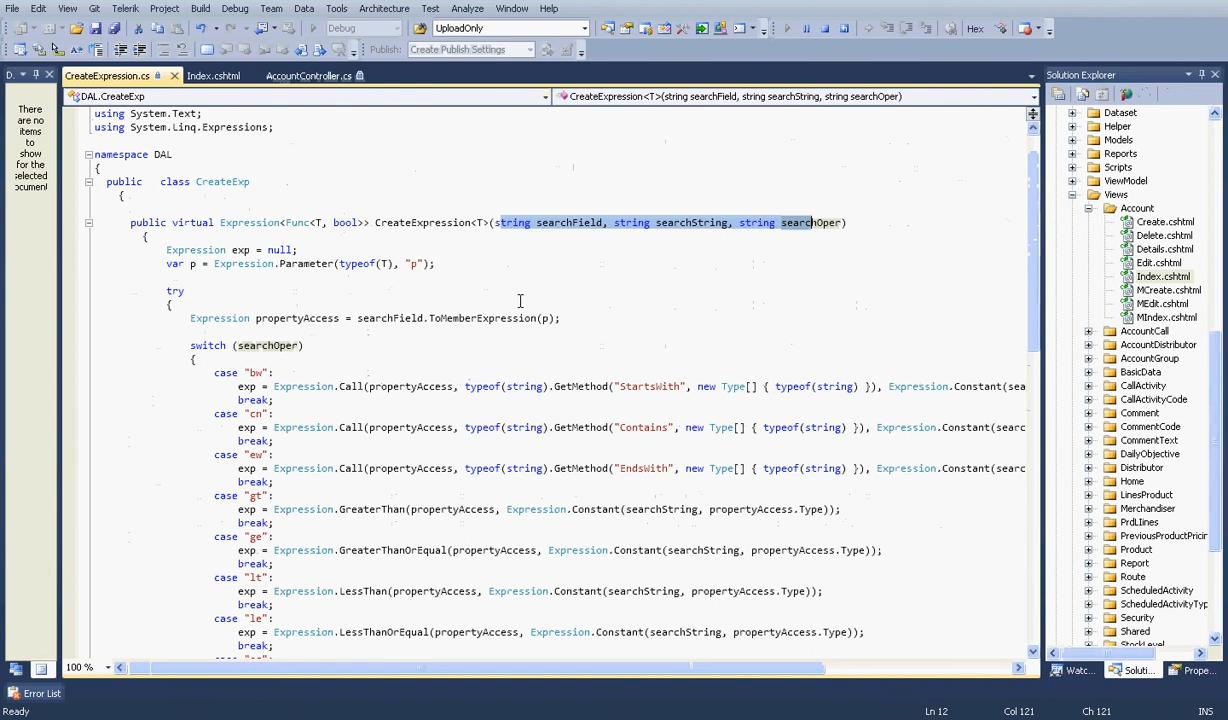 File Edit View Telerik Project Build Debug Team Data Tools Architecture Test Analyze Window Help
Debug UploadOnly Hex
Publish: Create Publish Settings
D.. CreateExpression.cs Index.cshtml AccountController.cs Solution Explorer
DAL.CreateExp CreateExpression<T>(string searchField, string searchString, string searchOper)
There
are no
items
to
show
for the
selected
document
using System.Text;
using System.Linq.Expressions;
namespace DAL
{
public class CreateExp
{
public virtual Expression<Func<T, bool>> CreateExpression<T>(string searchField, string searchString, string searchOper)
{
Expression exp = null;
var p = Expression.Parameter(typeof(T), "p");
try
{
Expression propertyAccess = searchField.ToMemberExpression(p);
switch (searchOper)
{
case "bw":
exp = Expression.Call(propertyAccess, typeof(string).GetMethod("StartsWith", new Type[] { typeof(string) }), Expression.Constant(sea
break;
case "cn":
exp = Expression.Call(propertyAccess, typeof(string).GetMethod("Contains", new Type[] { typeof(string) }), Expression.Constant(searc
break;
case "ew":
exp = Expression.Call(propertyAccess, typeof(string).GetMethod("EndsWith", new Type[] { typeof(string) }), Expression.Constant(searc
break;
case "gt":
exp = Expression.GreaterThan(propertyAccess, Expression.Constant(searchString, propertyAccess.Type));
break;
case "ge":
exp = Expression.GreaterThanOrEqual(propertyAccess, Expression.Constant(searchString, propertyAccess.Type));
break;
case "lt":
exp = Expression.LessThan(propertyAccess, Expression.Constant(searchString, propertyAccess.Type));
break;
case "le":
exp = Expression.LessThanOrEqual(propertyAccess, Expression.Constant(searchString, propertyAccess.Type));
break;
Dataset
Helper
Models
Reports
Scripts
ViewModel
Views
Account
Create.cshtml
Delete.cshtml
Details.cshtml
Edit.cshtml
Index.cshtml
MCreate.cshtml
MEdit.cshtml
MIndex.cshtml
AccountCall
AccountDistributor
AccountGroup
BasicData
CallActivity
CallActivityCode
Comment
CommentCode
CommentText
DailyObjective
Distributor
Home
LinesProduct
Merchandiser
PrdLIines
PreviousProductPricin
Product
Report
Route
ScheduledActivity
ScheduledActivityTyp
Security
Shared
StockLevel
100 %
Watc... Soluti... Prope...
Error List
Ready Ln 12 Col 121 Ch 121 INS